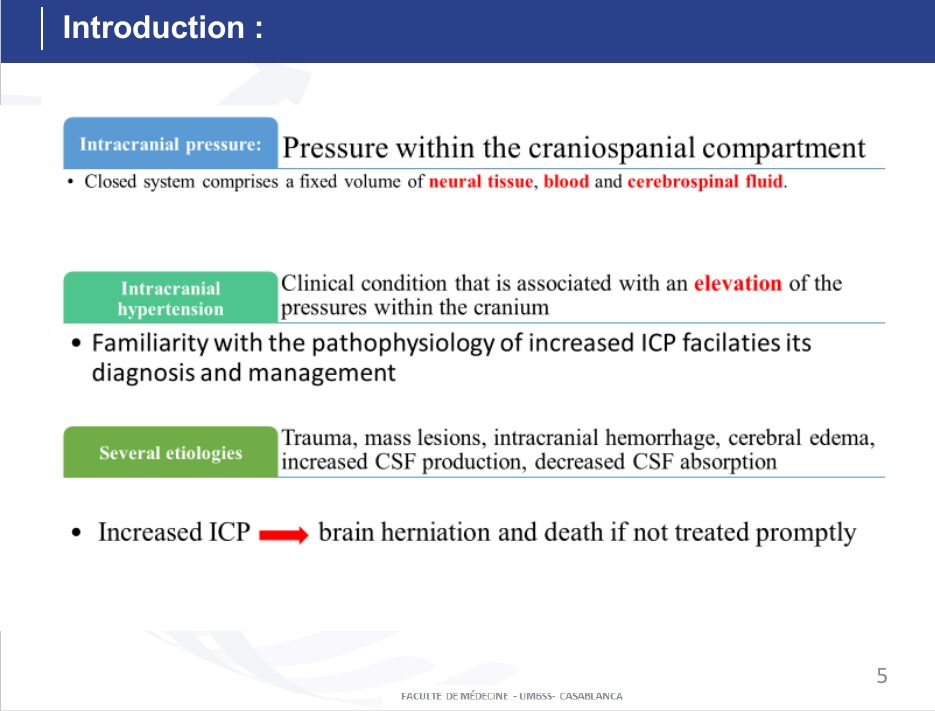 Introduction :
Intracranial pressure:
Pressure within the craniospanial compartment
• Closed system comprises a fixed volume of neural tissue, blood and cerebrospinal fluid.
Intracranial
hypertension
Clinical condition that is associated with an elevation of the
pressures within the cranium
• Familiarity with the pathophysiology of increased ICP facilaties its
diagnosis and management
Several etiologies
Trauma, mass lesions, intracranial hemorrhage, cerebral edema,
increased CSF production, decreased CSF absorption
• Increased ICP brain herniation and death if not treated promptly
5
FACULTE DE MÉDECINE - UM6SS- CASABLANCA